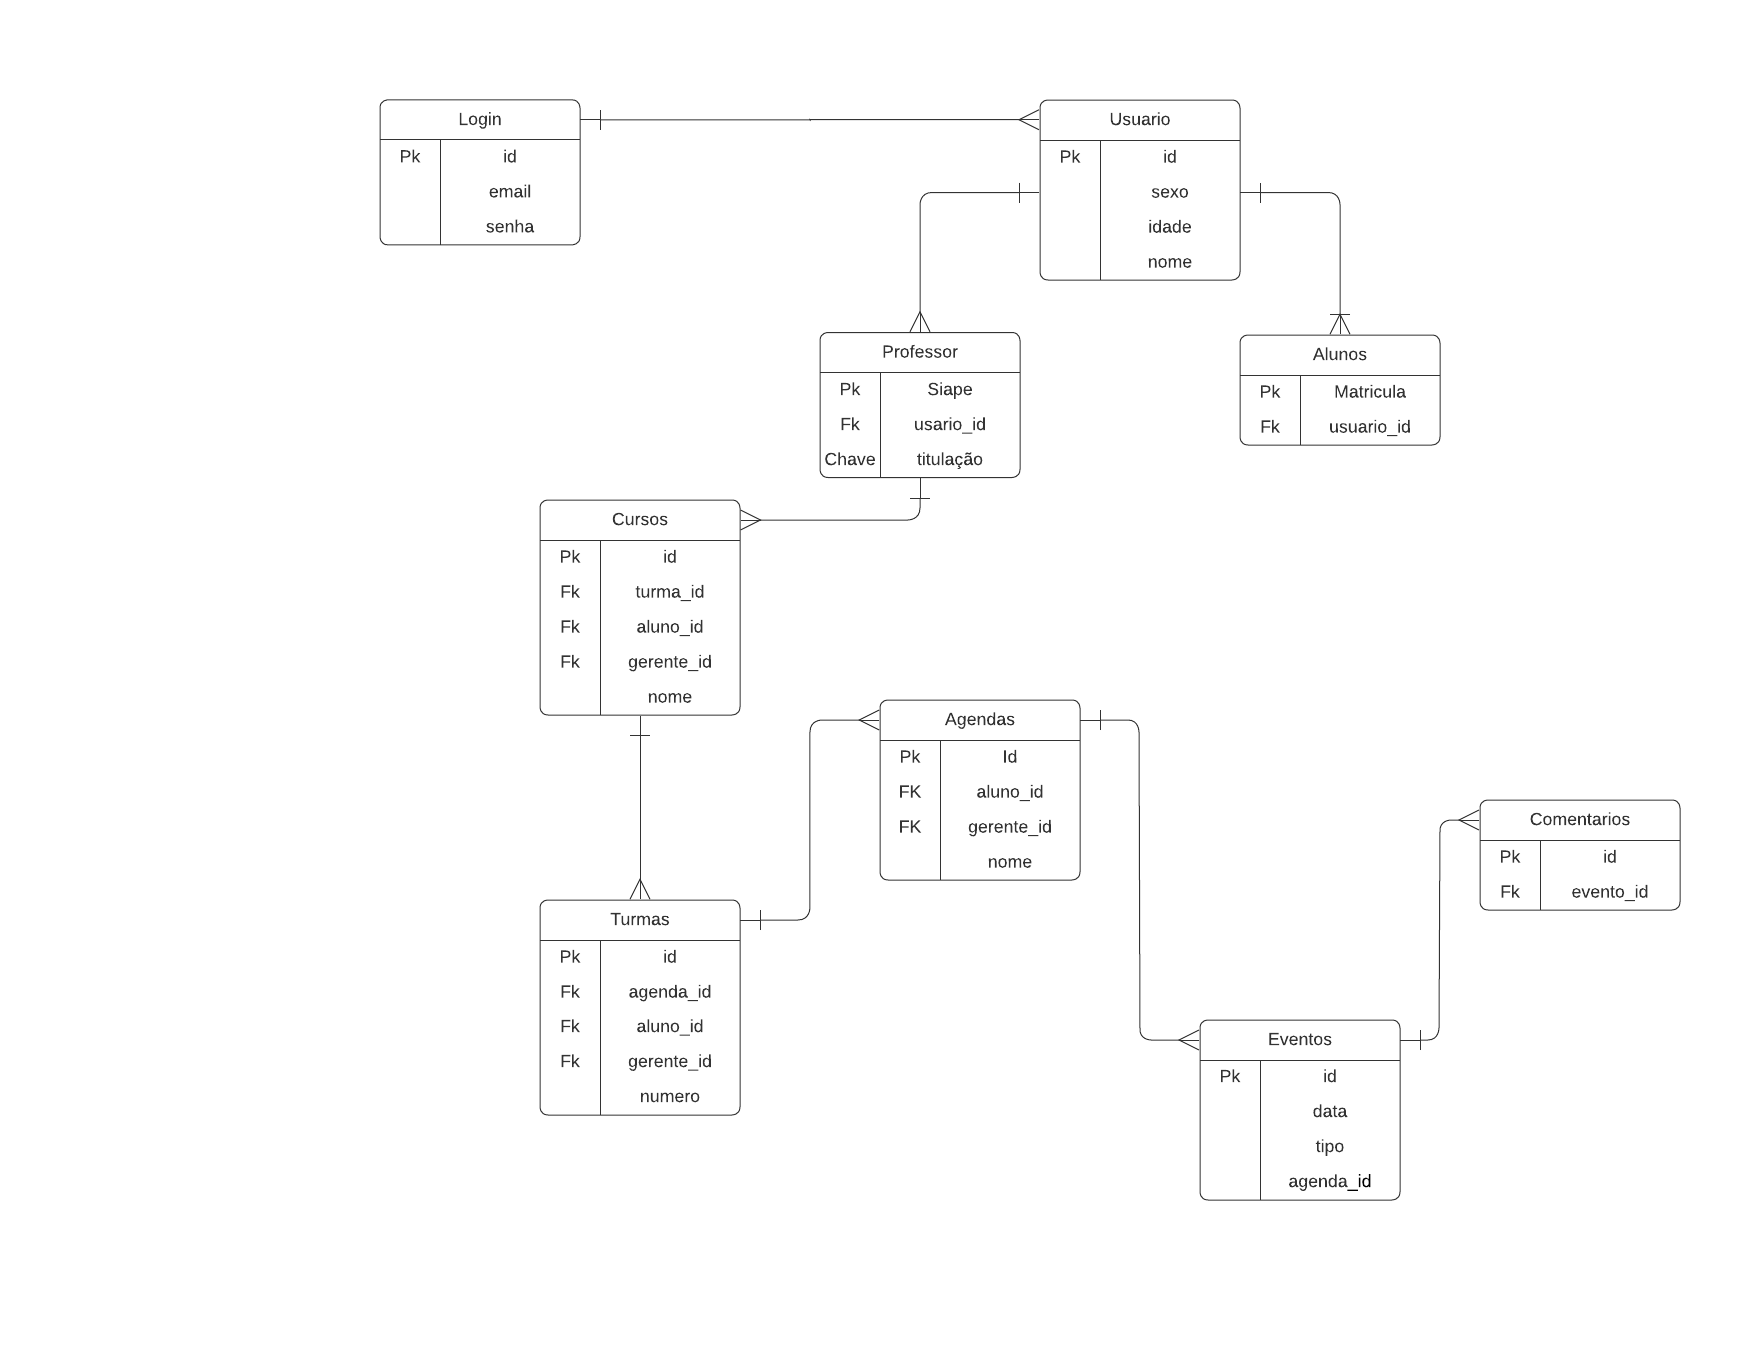 Login
Pk id
email
senha
Usuario
Pk id
sexo
idade
nome
Professor
Pk Siape
Fk usario_id
Chave titulação
Alunos
Pk Matricula
Fk usuario_id
Cursos
Pk id
Fk turma_id
Fk aluno_id
Fk gerente_id
nome
Agendas
Pk Id
FK aluno_id
FK gerente_id
nome
Comentarios
Pk id
Fk evento_id
Turmas
Pk id
Fk agenda_id
Fk aluno_id
Fk gerente_id
numero
Eventos
Pk id
data
tipo
agenda_id